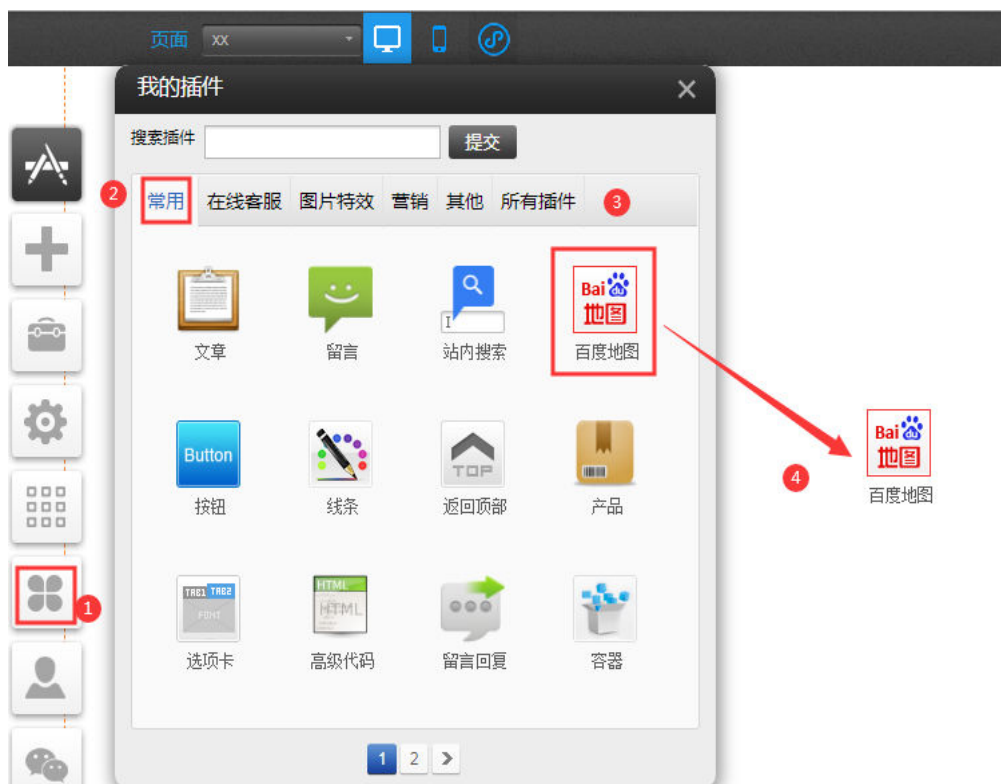 页面 xx
我的插件
搜索插件 提交
2 常用 在线客服 图片特效 营销 其他 所有插件 3
Bai du 地图
文章 留言 站内搜索 百度地图
Button TOP
按钮 线条 返回顶部 产品
Bai du 地图
4 百度地图
TAB1 TAB2 FONT HTML HTML
1
选项卡 高级代码 留言回复 容器
1 2 >